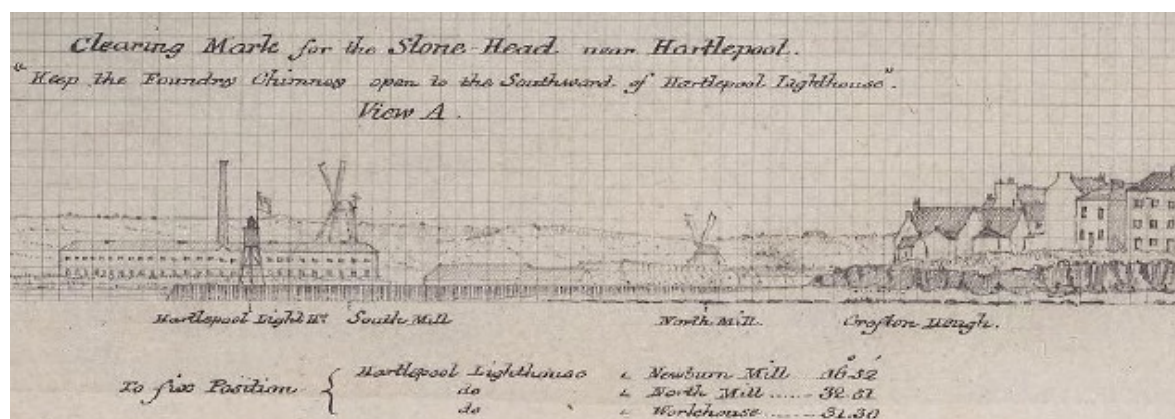 Clearing Mark for the Stone Head near Hartlepool.
"Keep the Foundry Chimney open to the Southward of Hartlepool Lighthouse".
View A.
Hartlepool Light Hº. South Mill North Mill. Crofton Heugh.
To fix Position { Hartlepool Lighthouse ∠ Newburn Mill 36.52
do ∠ North Mill ...... 32.51
do ∠ Workhouse ...... 31.30